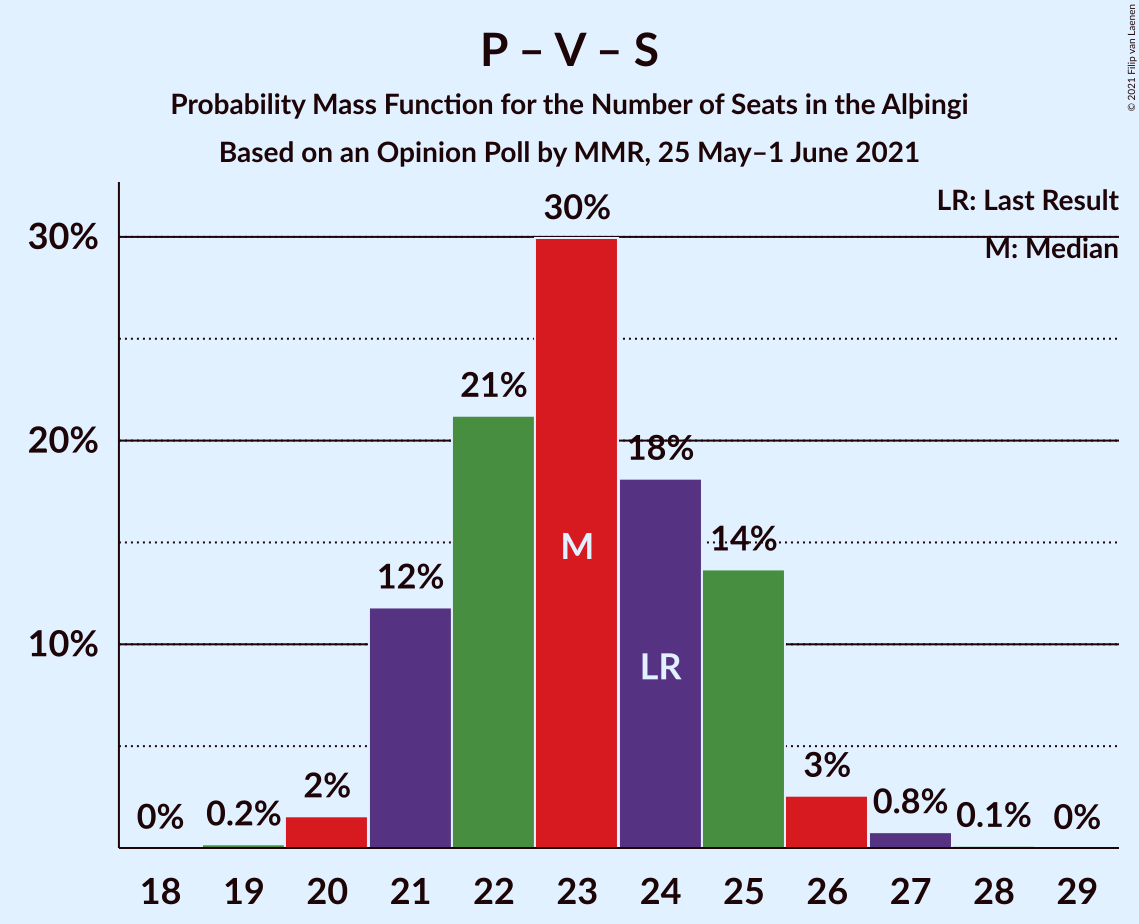 P – V – S
Probability Mass Function for the Number of Seats in the Alþingi
Based on an Opinion Poll by MMR, 25 May–1 June 2021
© 2021 Filip van Laenen
LR: Last Result
M: Median
30%
20%
10%
0%
0.2%
2%
12%
21%
30%
18%
14%
3%
0.8%
0.1%
0%
M
LR
18 19 20 21 22 23 24 25 26 27 28 29